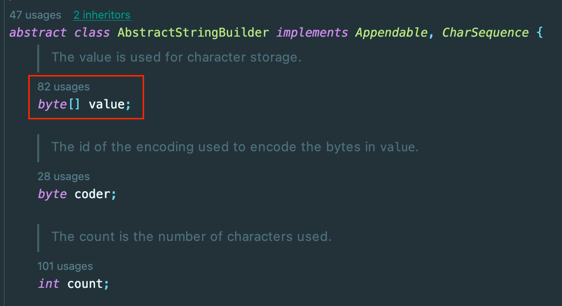 47 usages 2 inheritors
abstract class AbstractStringBuilder implements Appendable, CharSequence {
The value is used for character storage.
82 usages
byte[] value;
The id of the encoding used to encode the bytes in value.
28 usages
byte coder;
The count is the number of characters used.
101 usages
int count;